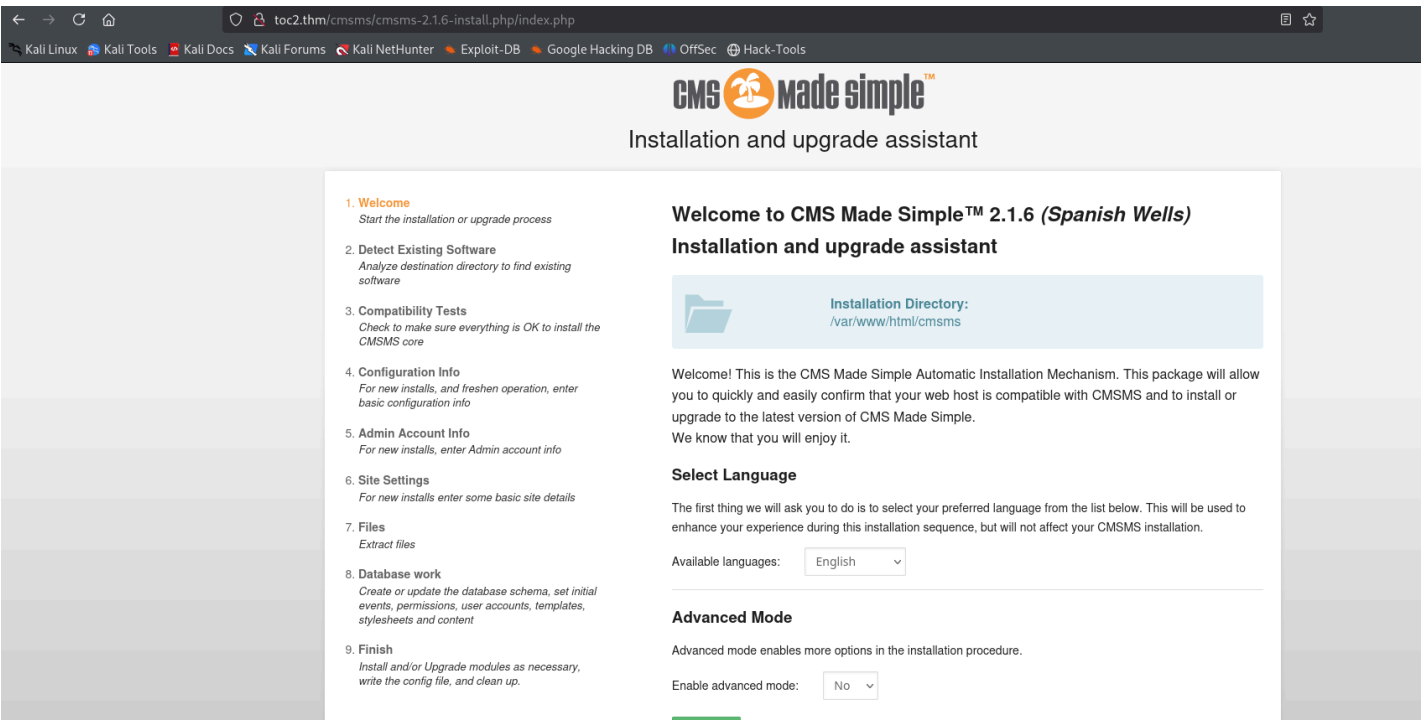 toc2.thm/cmsms/cmsms-2.1.6-install.php/index.php
Kali Linux Kali Tools Kali Docs Kali Forums Kali NetHunter Exploit-DB Google Hacking DB OffSec Hack-Tools
CMS Made Simple™
Installation and upgrade assistant
1. Welcome
Start the installation or upgrade process
2. Detect Existing Software
Analyze destination directory to find existing
software
3. Compatibility Tests
Check to make sure everything is OK to install the
CMSMS core
4. Configuration Info
For new installs, and freshen operation, enter
basic configuration info
5. Admin Account Info
For new installs, enter Admin account info
6. Site Settings
For new installs enter some basic site details
7. Files
Extract files
8. Database work
Create or update the database schema, set initial
events, permissions, user accounts, templates,
stylesheets and content
9. Finish
Install and/or Upgrade modules as necessary,
write the config file, and clean up.
Welcome to CMS Made Simple™ 2.1.6 (Spanish Wells)
Installation and upgrade assistant
Installation Directory:
/var/www/html/cmsms
Welcome! This is the CMS Made Simple Automatic Installation Mechanism. This package will allow
you to quickly and easily confirm that your web host is compatible with CMSMS and to install or
upgrade to the latest version of CMS Made Simple.
We know that you will enjoy it.
Select Language
The first thing we will ask you to do is to select your preferred language from the list below. This will be used to
enhance your experience during this installation sequence, but will not affect your CMSMS installation.
Available languages: English
Advanced Mode
Advanced mode enables more options in the installation procedure.
Enable advanced mode: No